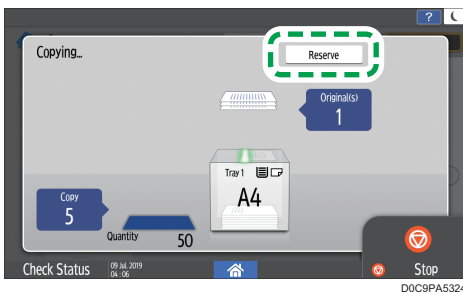 ?
Copying...
Reserve
Original(s)
1
Tray 1
A4
Copy
5
Quantity
50
Check Status
09 Jul. 2019
04 : 06
Stop
D0C9PA5324